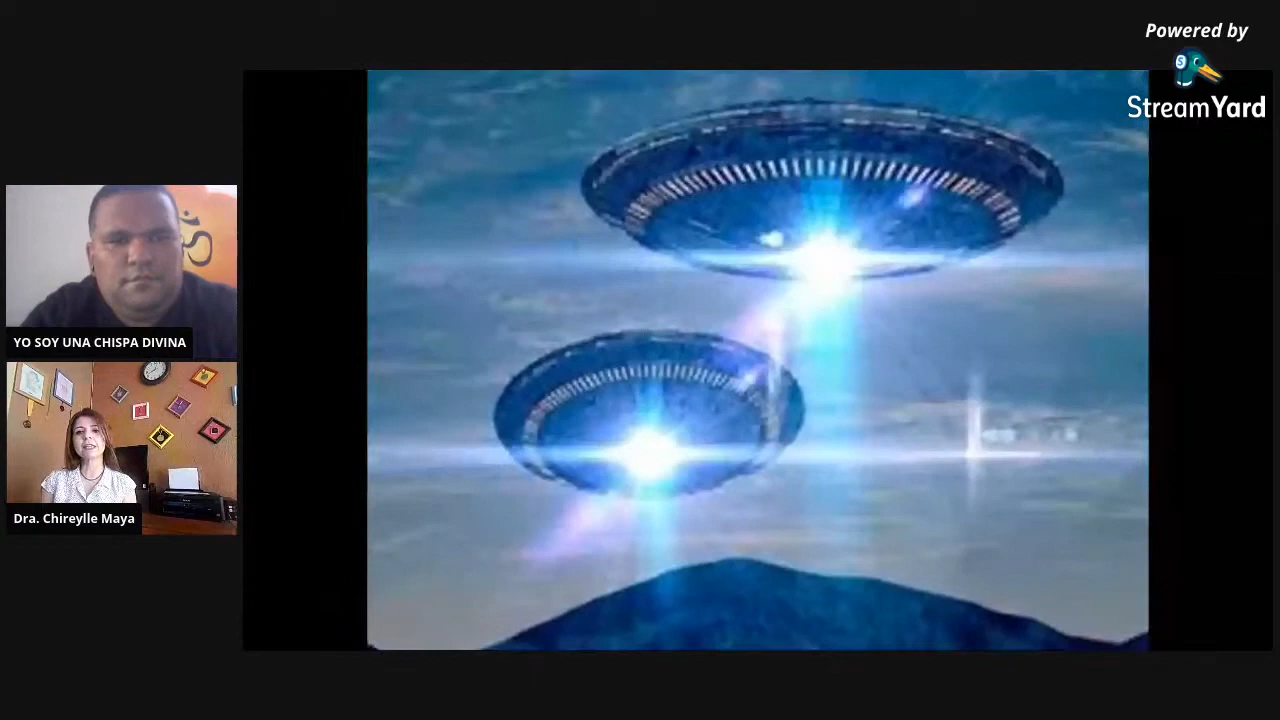 Powered by
StreamYard
YO SOY UNA CHISPA DIVINA
Dra. Chireylle Maya